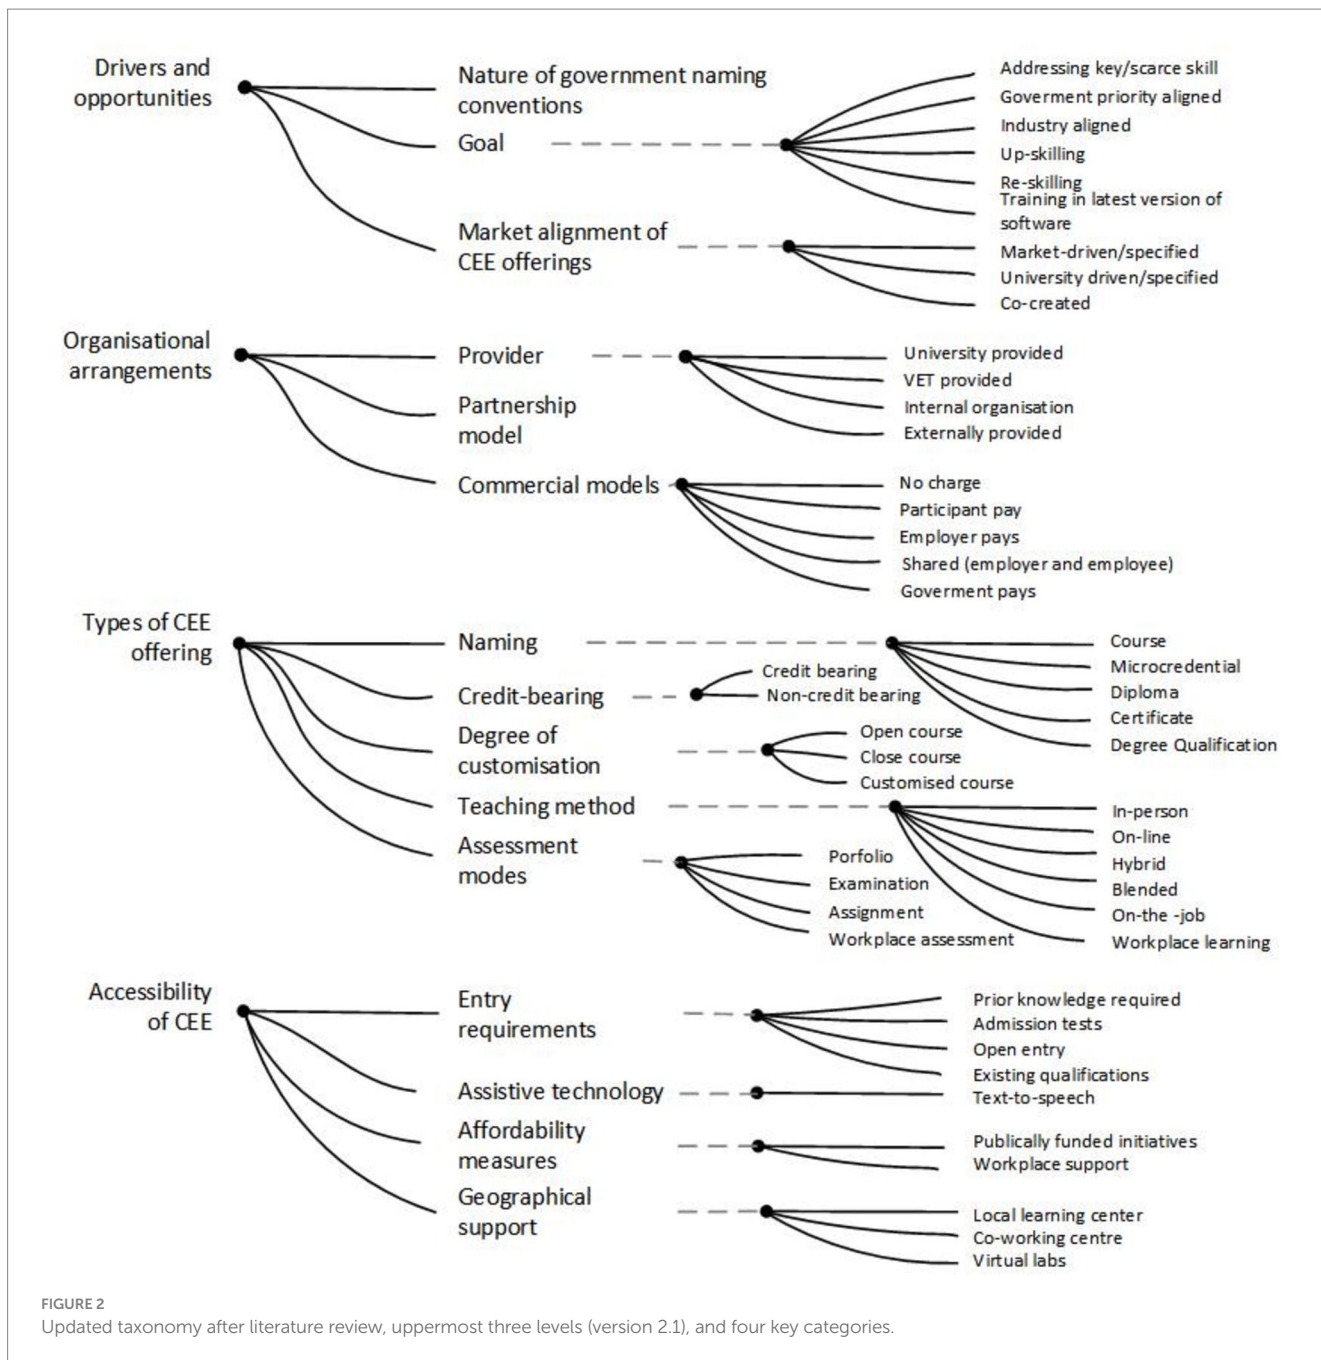 Drivers and
opportunities
Nature of government naming
conventions
Goal
Addressing key/scarce skill
Goverment priority aligned
Industry aligned
Up-skilling
Re-skilling
Training in latest version of
software
Market alignment of
CEE offerings
Market-driven/specified
University driven/specified
Co-created
Organisational
arrangements
Provider
University provided
VET provided
Internal organisation
Externally provided
Partnership
model
Commercial models
No charge
Participant pay
Employer pays
Shared (employer and employee)
Goverment pays
Types of CEE
offering
Naming
Course
Microcredential
Diploma
Certificate
Degree Qualification
Credit-bearing
Credit bearing
Non-credit bearing
Degree of
customisation
Open course
Close course
Customised course
Teaching method
In-person
On-line
Hybrid
Blended
On-the -job
Workplace learning
Assessment
modes
Porfolio
Examination
Assignment
Workplace assessment
Accessibility
of CEE
Entry
requirements
Prior knowledge required
Admission tests
Open entry
Existing qualifications
Assistive technology
Text-to-speech
Affordability
measures
Publically funded initiatives
Workplace support
Geographical
support
Local learning center
Co-working centre
Virtual labs
FIGURE 2
Updated taxonomy after literature review, uppermost three levels (version 2.1), and four key categories.